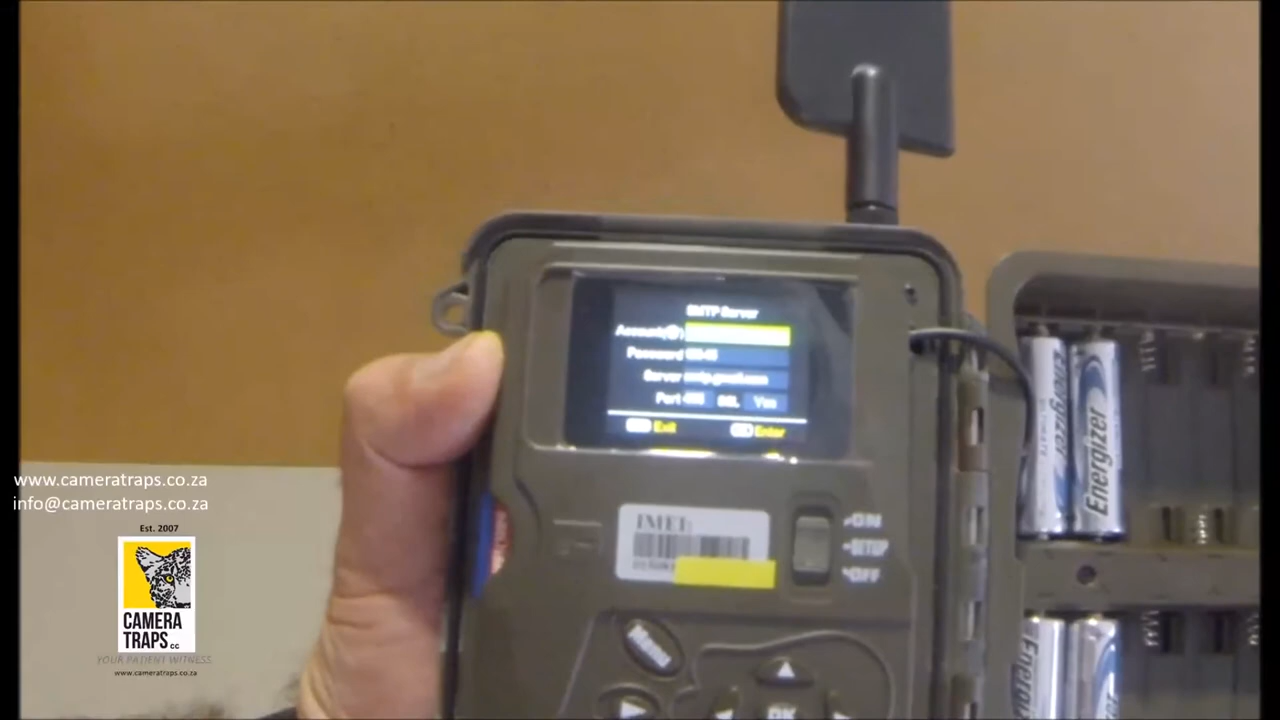 SMTP Server
Account(@)
Password
Server smtp.gmail.com
Port 465 SSL Yes
Exit Enter
www.cameratraps.co.za
info@cameratraps.co.za
Est. 2007
CAMERA
TRAPS cc
YOUR PATIENT WITNESS
www.cameratraps.co.za
IMEI:
ON
SETUP
OFF
Menu
OK
Energizer
Energizer
Energizer